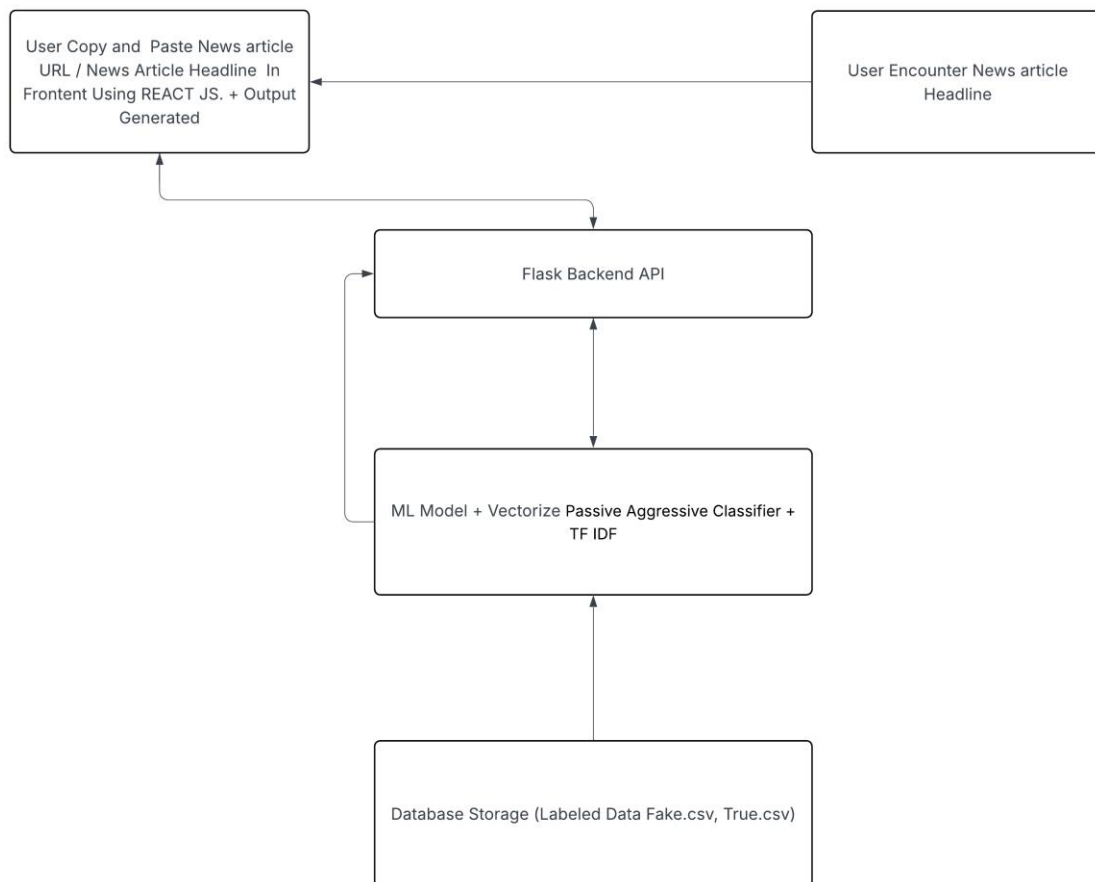 User Copy and Paste News article
URL / News Article Headline In
Frontent Using REACT JS. + Output
Generated
User Encounter News article
Headline
Flask Backend API
ML Model + Vectorize Passive Aggressive Classifier +
TF IDF
Database Storage (Labeled Data Fake.csv, True.csv)